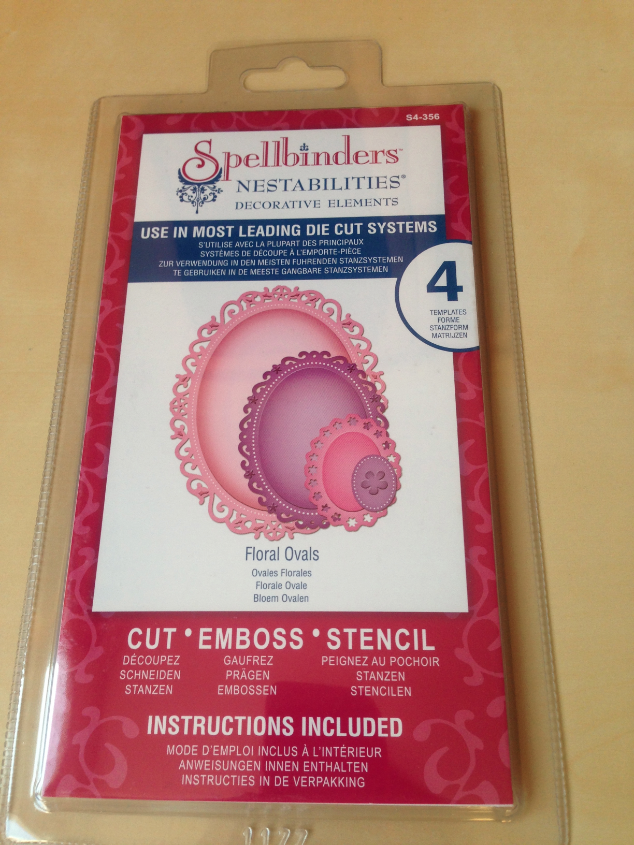 S4-356
Spellbinders™
NESTABILITIES®
DECORATIVE ELEMENTS
USE IN MOST LEADING DIE CUT SYSTEMS
S'UTILISE AVEC LA PLUPART DES PRINCIPAUX
SYSTÈMES DE DÉCOUPE À L'EMPORTE-PIÈCE
ZUR VERWENDUNG IN DEN MEISTEN FÜHRENDEN STANZSYSTEMEN
TE GEBRUIKEN IN DE MEESTE GANGBARE STANZSYSTEMEN
4
TEMPLATES
FORME
STANZFORM
MATRIJZEN
Floral Ovals
Ovales Florales
Florale Ovale
Bloem Ovalen
CUT • EMBOSS • STENCIL
DÉCOUPEZ GAUFREZ PEIGNEZ AU POCHOIR
SCHNEIDEN PRÄGEN STANZEN
STANZEN EMBOSSEN STENCILEN
INSTRUCTIONS INCLUDED
MODE D'EMPLOI INCLUS À L'INTÉRIEUR
ANWEISUNGEN INNEN ENTHALTEN
INSTRUCTIES IN DE VERPAKKING